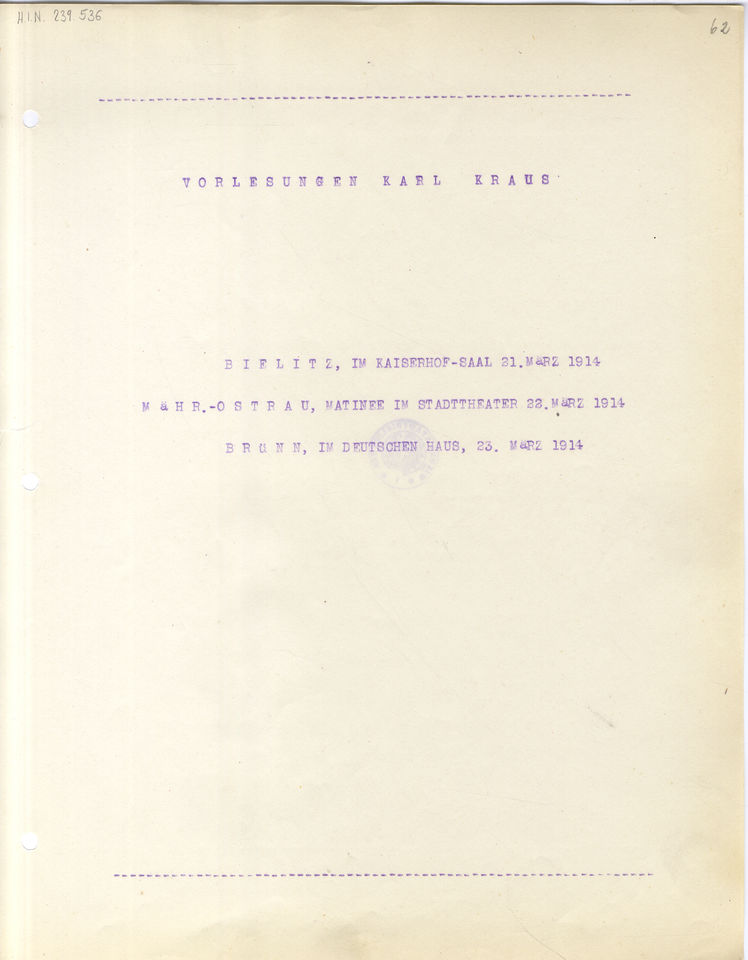 H.I.N. 239.536
62
VORLESUNGEN KARL KRAUS
BIELITZ, IM KAISERHOF-SAAL 21.MäRZ 1914
MäHR.-OSTRAU, MATINEE IM STADTTHEATER 22.MäRZ 1914
BRüNN, IM DEUTSCHEN HAUS, 23. MäRZ 1914